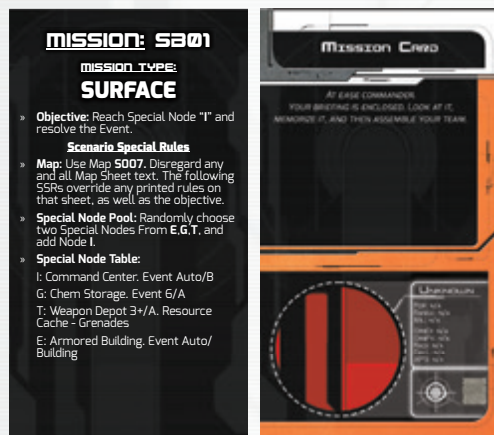 MISSION: SB01
MISSION TYPE:
SURFACE
» Objective: Reach Special Node "I" and
resolve the Event.
Scenario Special Rules
» Map: Use Map S007. Disregard any
and all Map Sheet text. The following
SSRs override any printed rules on
that sheet, as well as the objective.
» Special Node Pool: Randomly choose
two Special Nodes From E,G,T, and
add Node I.
» Special Node Table:
I: Command Center. Event Auto/B
G: Chem Storage. Event 6/A
T: Weapon Depot 3+/A. Resource
Cache - Grenades
E: Armored Building. Event Auto/
Building
MISSION CARD
AT EASE COMMANDER.
YOUR BRIEFING IS ENCLOSED. LOOK AT IT,
MEMORIZE IT, AND THEN ASSEMBLE YOUR TEAM.
UNKNOWN